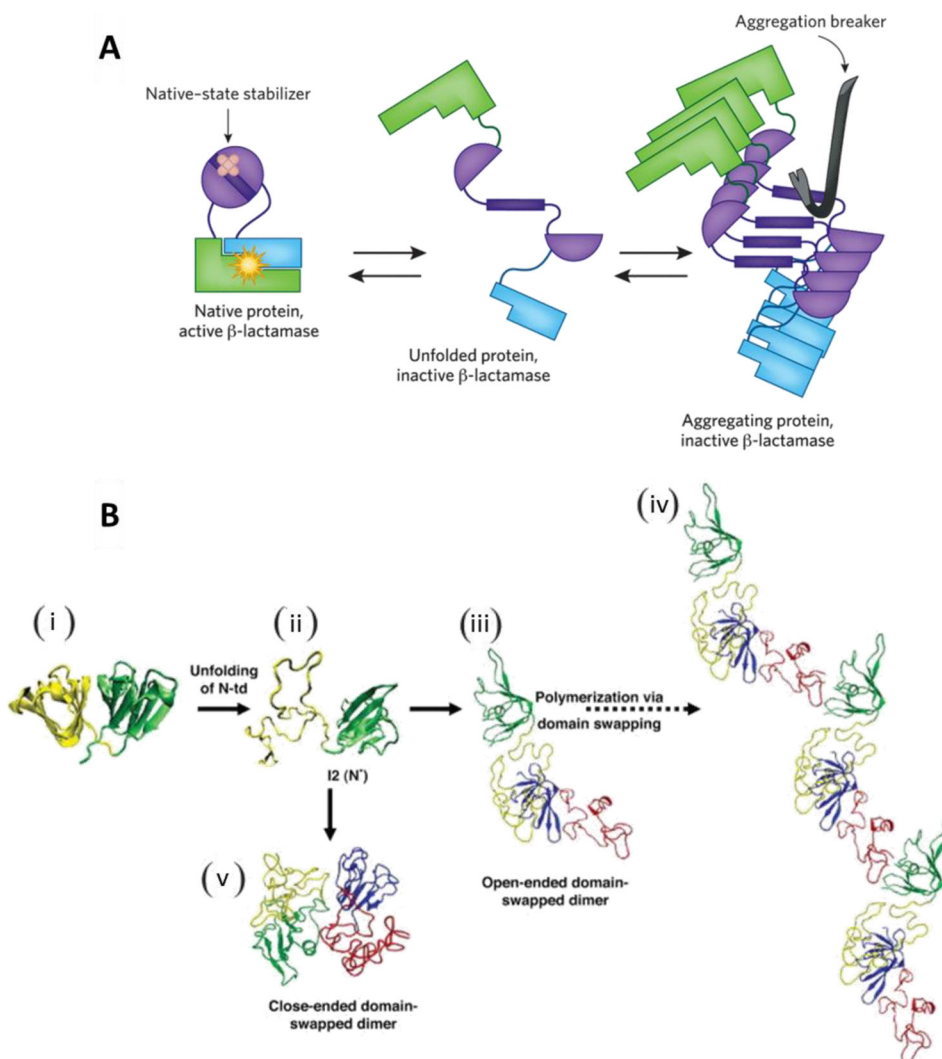 A
Aggregation breaker
Native–state stabilizer
Native protein,
active β-lactamase
Unfolded protein,
inactive β-lactamase
Aggregating protein,
inactive β-lactamase
B
(i)
(ii)
(iii)
(iv)
Unfolding
of N-td
I2 (N*)
Polymerization via
domain swapping
(v)
Open-ended domain-
swapped dimer
Close-ended domain-
swapped dimer